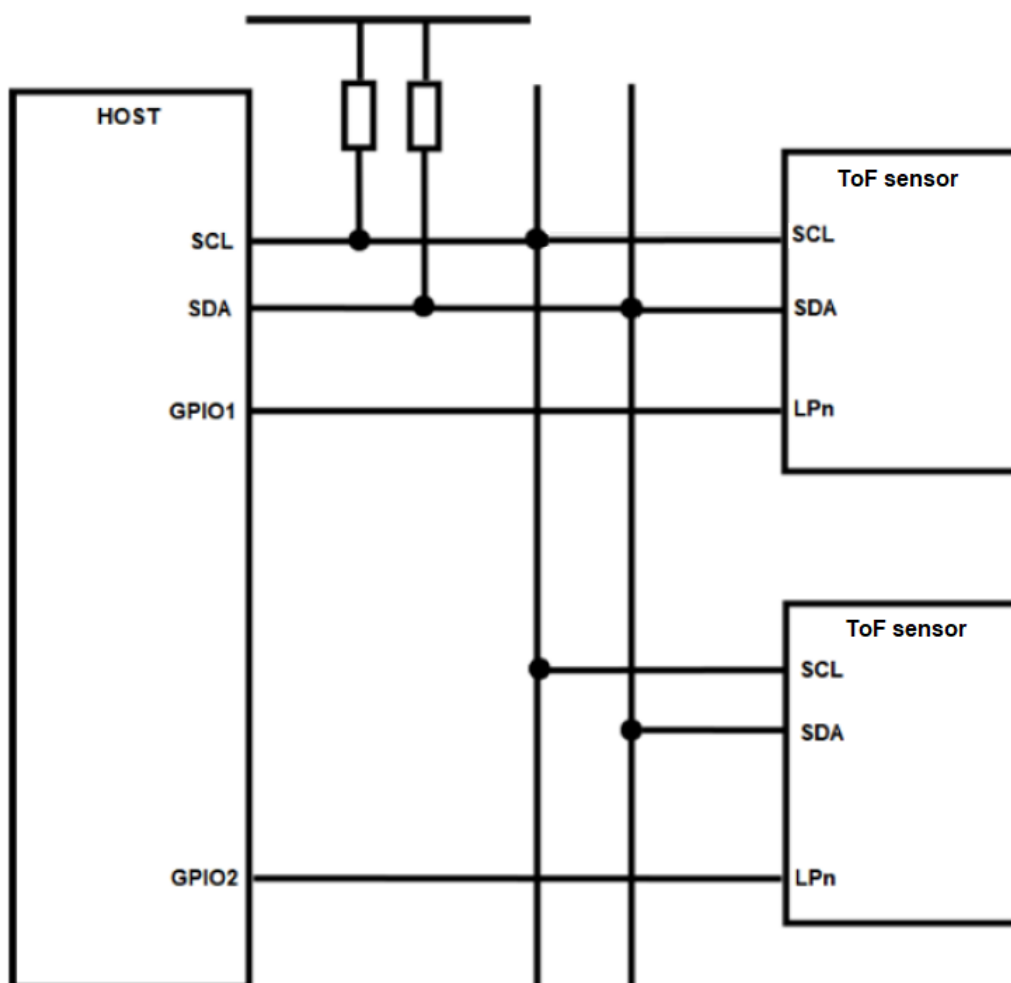 HOST
SCL
SDA
GPIO1
GPIO2
ToF sensor
SCL
SDA
LPn
ToF sensor
SCL
SDA
LPn